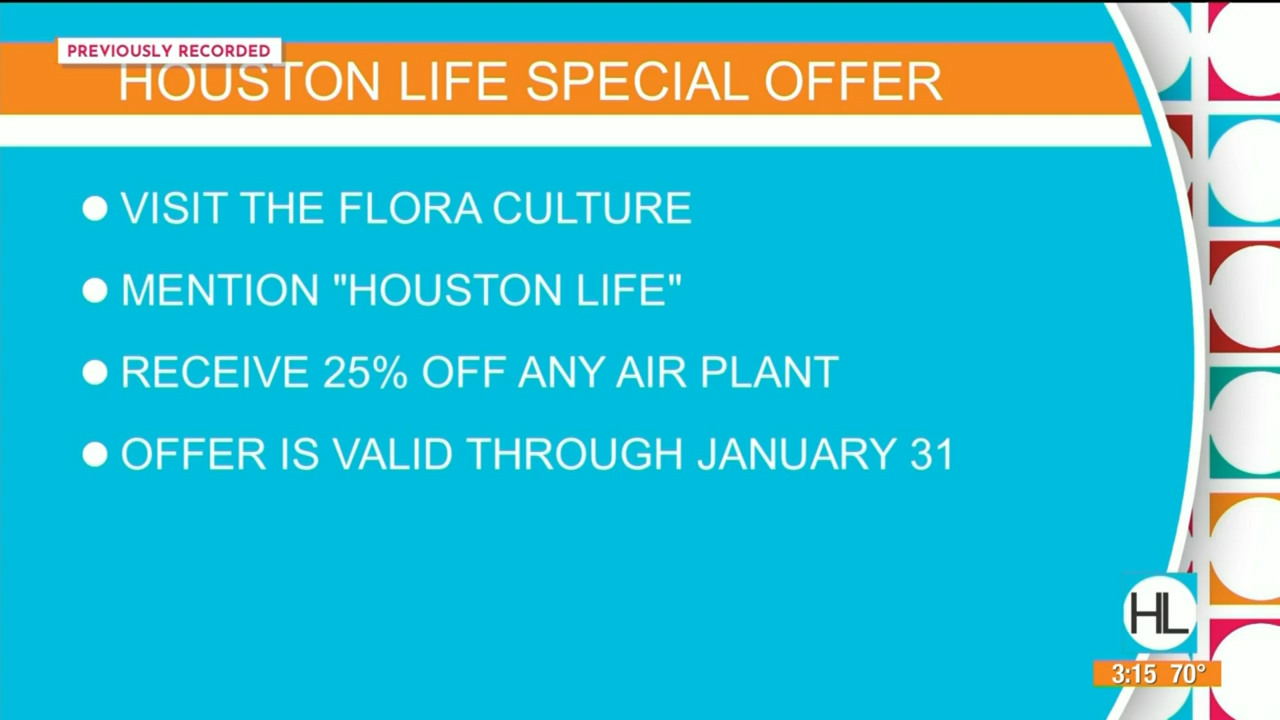 PREVIOUSLY RECORDED
HOUSTON LIFE SPECIAL OFFER
● VISIT THE FLORA CULTURE
● MENTION "HOUSTON LIFE"
● RECEIVE 25% OFF ANY AIR PLANT
● OFFER IS VALID THROUGH JANUARY 31
HL
3:15 70°